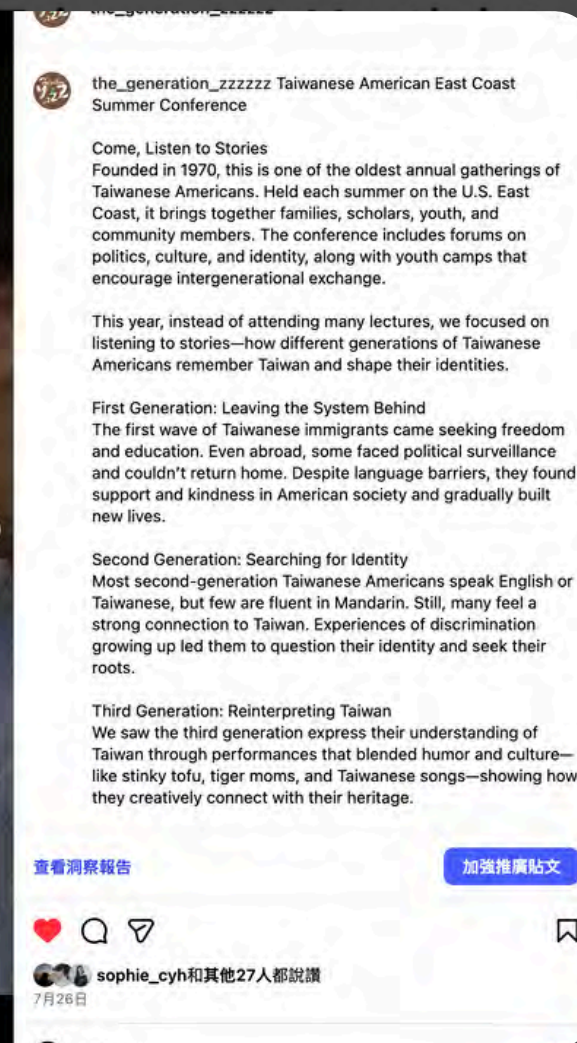 the_generation_zzzzzz
the_generation_zzzzzz Taiwanese American East Coast
Summer Conference
Come, Listen to Stories
Founded in 1970, this is one of the oldest annual gatherings of
Taiwanese Americans. Held each summer on the U.S. East
Coast, it brings together families, scholars, youth, and
community members. The conference includes forums on
politics, culture, and identity, along with youth camps that
encourage intergenerational exchange.
This year, instead of attending many lectures, we focused on
listening to stories—how different generations of Taiwanese
Americans remember Taiwan and shape their identities.
First Generation: Leaving the System Behind
The first wave of Taiwanese immigrants came seeking freedom
and education. Even abroad, some faced political surveillance
and couldn't return home. Despite language barriers, they found
support and kindness in American society and gradually built
new lives.
Second Generation: Searching for Identity
Most second-generation Taiwanese Americans speak English or
Taiwanese, but few are fluent in Mandarin. Still, many feel a
strong connection to Taiwan. Experiences of discrimination
growing up led them to question their identity and seek their
roots.
Third Generation: Reinterpreting Taiwan
We saw the third generation express their understanding of
Taiwan through performances that blended humor and culture—
like stinky tofu, tiger moms, and Taiwanese songs—showing how
they creatively connect with their heritage.
查看洞察報告
加強推廣貼文
sophie_cyh和其他27人都說讚
7月26日